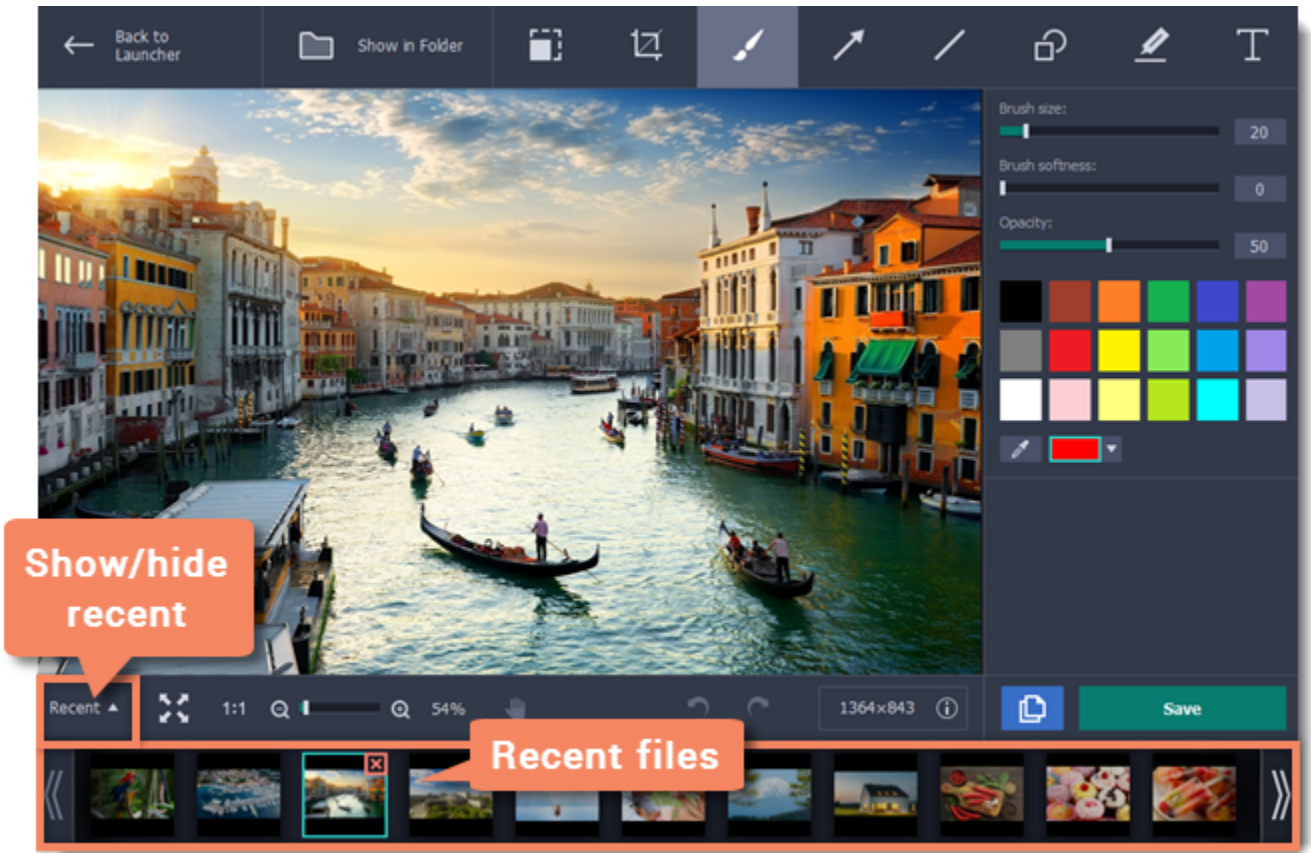 Back to
Launcher
Show in Folder
T
Brush size:
20
Brush softness:
0
Opacity:
50
Show/hide
recent
Recent
1:1
54%
1364×843
Save
Recent files